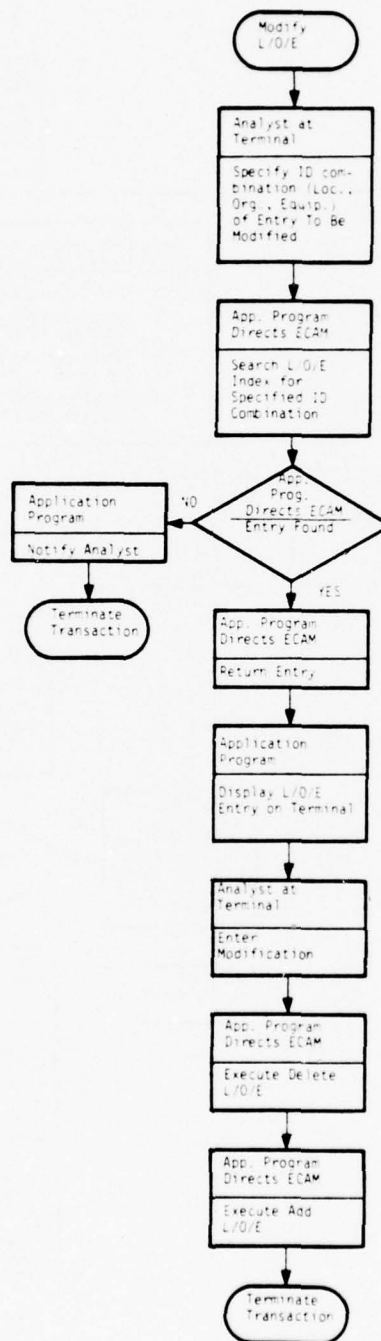 Modify
L/O/E
Analyst at
Terminal
Specify ID com-
bination (Loc.,
Org., Equip.)
of Entry To Be
Modified
App. Program
Directs ECAM
Search L/O/E
Index for
Specified ID
Combination
App.
Prog.
Directs ECAM
Entry Found
NO
Application
Program
Notify Analyst
Terminate
Transaction
YES
App. Program
Directs ECAM
Return Entry
Application
Program
Display L/O/E
Entry on Terminal
Analyst at
Terminal
Enter
Modification
App. Program
Directs ECAM
Execute Delete
L/O/E
App. Program
Directs ECAM
Execute Add
L/O/E
Terminate
Transaction